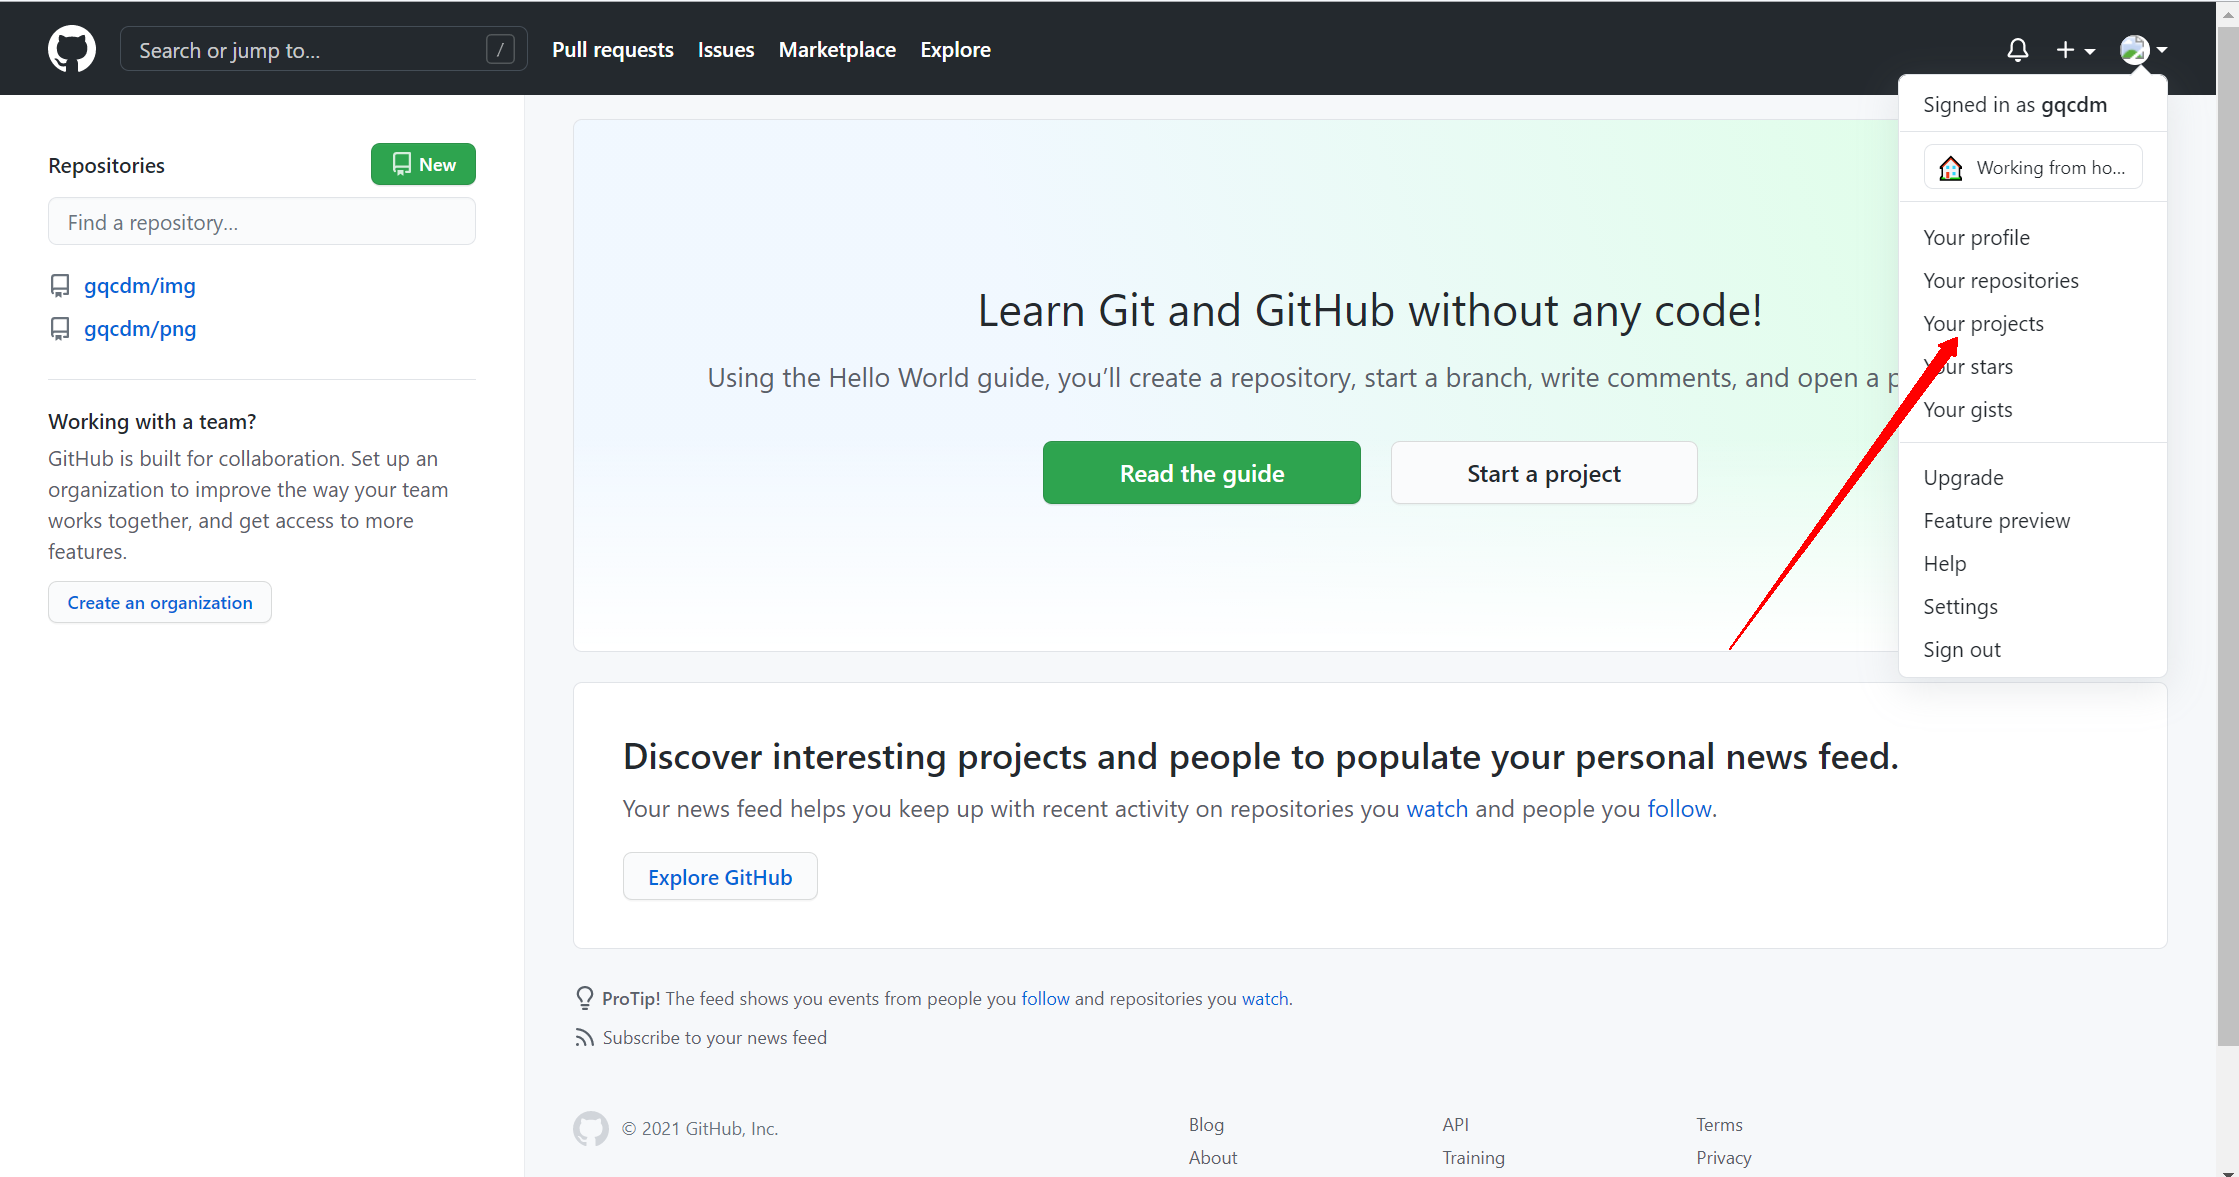 Search or jump to... /
Pull requests
Issues
Marketplace
Explore
Signed in as gqcdm
Working from ho...
Your profile
Your repositories
Your projects
Your stars
Your gists
Upgrade
Feature preview
Help
Settings
Sign out
Repositories
New
Find a repository...
gqcdm/img
gqcdm/png
Working with a team?
GitHub is built for collaboration. Set up an
organization to improve the way your team
works together, and get access to more
features.
Create an organization
Learn Git and GitHub without any code!
Using the Hello World guide, you’ll create a repository, start a branch, write comments, and open a p
Read the guide
Start a project
Discover interesting projects and people to populate your personal news feed.
Your news feed helps you keep up with recent activity on repositories you watch and people you follow.
Explore GitHub
ProTip! The feed shows you events from people you follow and repositories you watch.
Subscribe to your news feed
© 2021 GitHub, Inc.
Blog
About
API
Training
Terms
Privacy